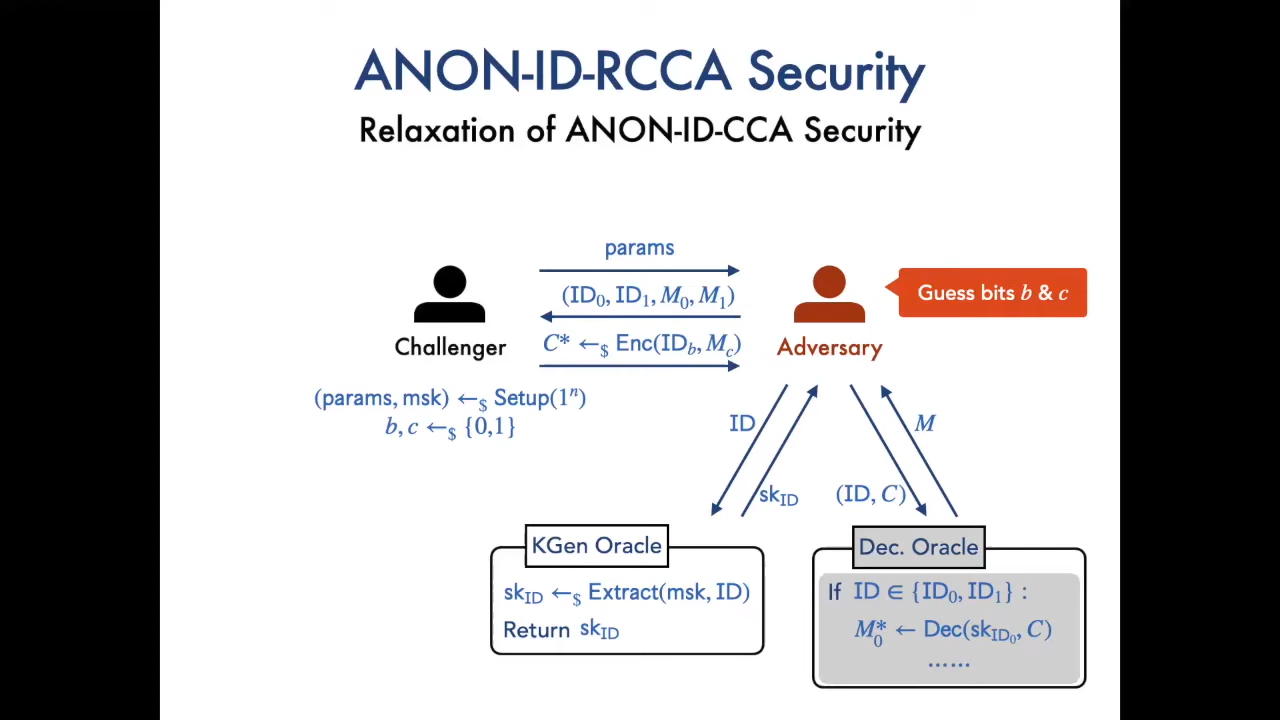 ANON-ID-RCCA Security
Relaxation of ANON-ID-CCA Security
params
(ID₀, ID₁, M₀, M₁)
Guess bits b & c
Challenger
C* ←$ Enc(ID_b, M_c)
Adversary
(params, msk) ←$ Setup(1ⁿ)
b, c ←$ {0,1}
ID
M
sk_ID
(ID, C)
KGen Oracle
Dec. Oracle
sk_ID ←$ Extract(msk, ID)
Return sk_ID
If ID ∈ {ID₀, ID₁} :
M₀* ← Dec(sk_ID₀, C)
......